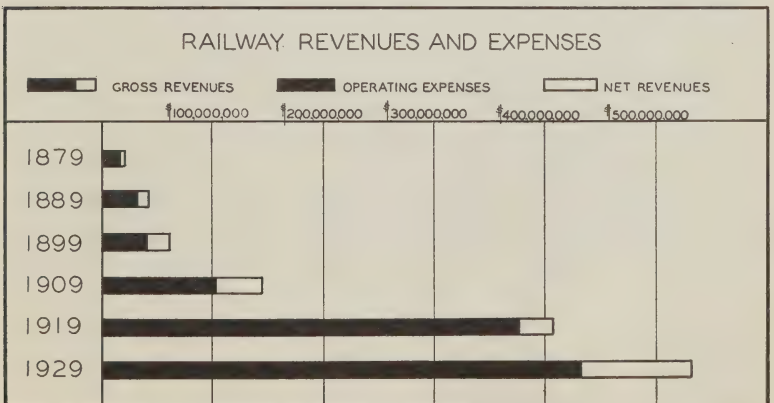 RAILWAY REVENUES AND EXPENSES
GROSS REVENUES OPERATING EXPENSES NET REVENUES
$100,000,000 $200,000,000 $300,000,000 $400,000,000 $500,000,000
1879
1889
1899
1909
1919
1929